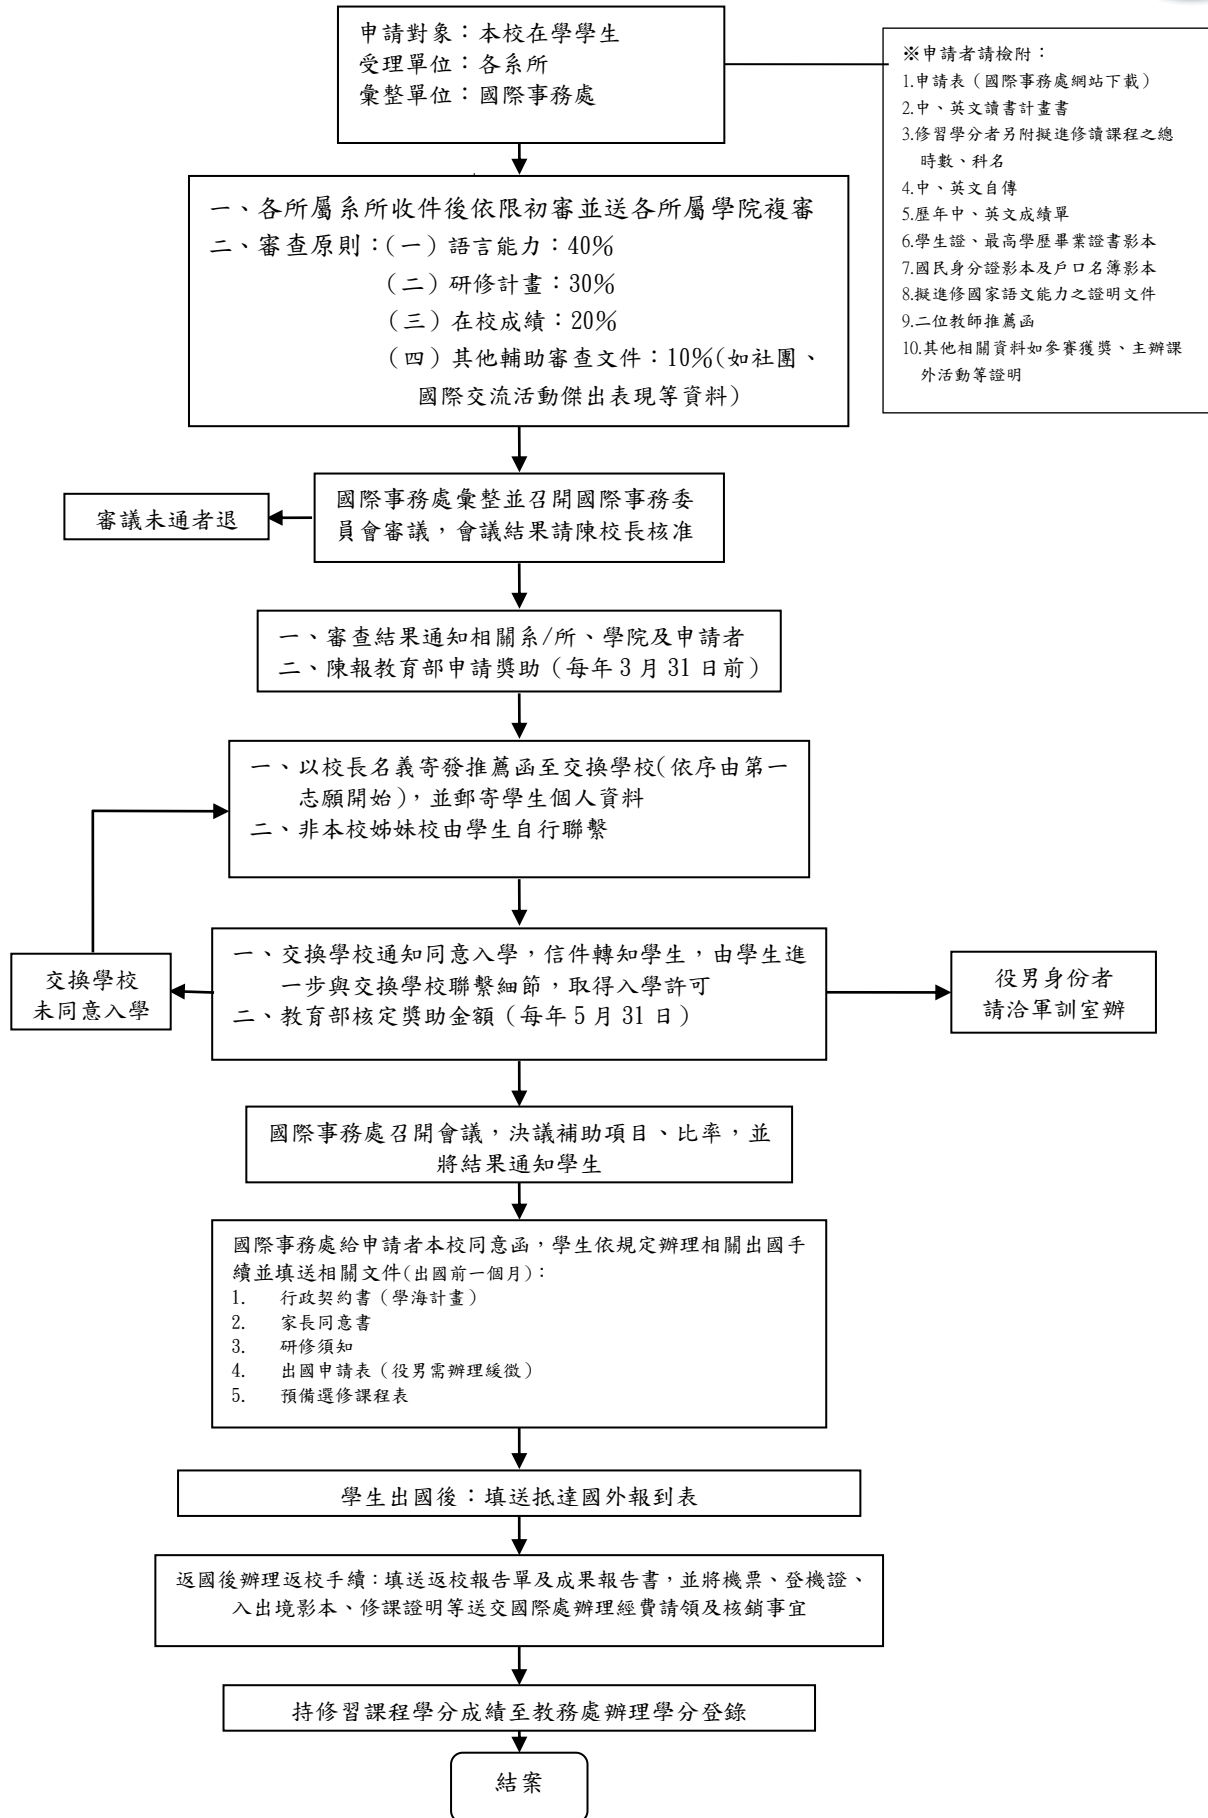 申請對象：本校在學學生
受理單位：各系所
彙整單位：國際事務處
※申請者請檢附：
1.申請表（國際事務處網站下載）
2.中、英文讀書計畫書
3.修習學分者另附擬進修讀課程之總
時數、科名
4.中、英文自傳
5.歷年中、英文成績單
6.學生證、最高學歷畢業證書影本
7.國民身分證影本及戶口名簿影本
8.擬進修國家語文能力之證明文件
9.二位教師推薦函
10.其他相關資料如參賽獲獎、主辦課
外活動等證明
一、各所屬系所收件後依限初審並送各所屬學院複審
二、審查原則：(一）語言能力：40%
（二）研修計畫：30%
（三）在校成績：20%
（四）其他輔助審查文件：10%(如社團、
國際交流活動傑出表現等資料）
國際事務處彙整並召開國際事務委
員會審議，會議結果請陳校長核准
審議未通者退
一、審查結果通知相關系/所、學院及申請者
二、陳報教育部申請獎助（每年 3 月 31 日前）
一、以校長名義寄發推薦函至交換學校(依序由第一
志願開始)，並郵寄學生個人資料
二、非本校姊妹校由學生自行聯繫
一、交換學校通知同意入學，信件轉知學生，由學生進
一步與交換學校聯繫細節，取得入學許可
二、教育部核定獎助金額（每年 5 月 31 日）
交換學校
未同意入學
役男身份者
請洽軍訓室辦
國際事務處召開會議，決議補助項目、比率，並
將結果通知學生
國際事務處給申請者本校同意函，學生依規定辦理相關出國手
續並填送相關文件(出國前一個月)：
1. 行政契約書（學海計畫）
2. 家長同意書
3. 研修須知
4. 出國申請表（役男需辦理緩徵）
5. 預備選修課程表
學生出國後：填送抵達國外報到表
返國後辦理返校手續：填送返校報告單及成果報告書，並將機票、登機證、
入出境影本、修課證明等送交國際處辦理經費請領及核銷事宜
持修習課程學分成績至教務處辦理學分登錄
結案